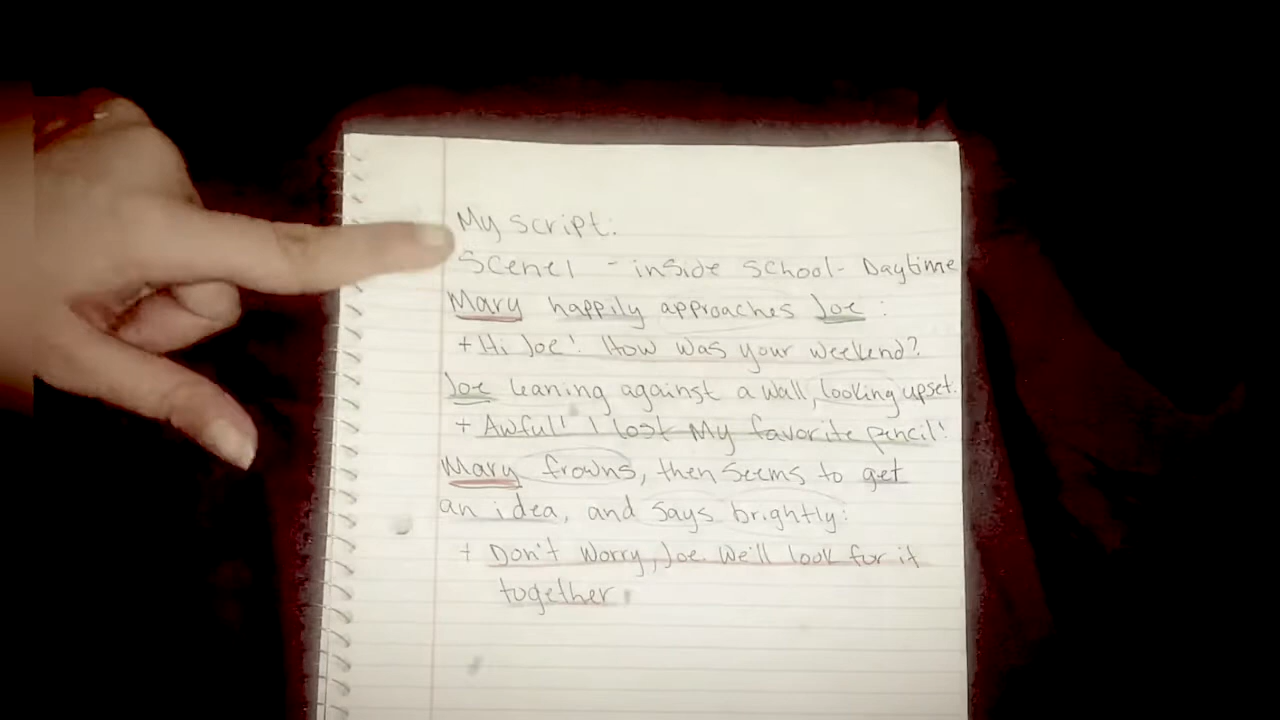 My script:
Scene 1 - inside school - Daytime
Mary happily approaches Joe :
+ Hi Joe! How was your weekend?
Joe leaning against a wall, looking upset.
+ Awful! I lost My favorite pencil!
Mary frowns, then seems to get
an idea, and says brightly:
+ Don't worry, Joe. We'll look for it
together.